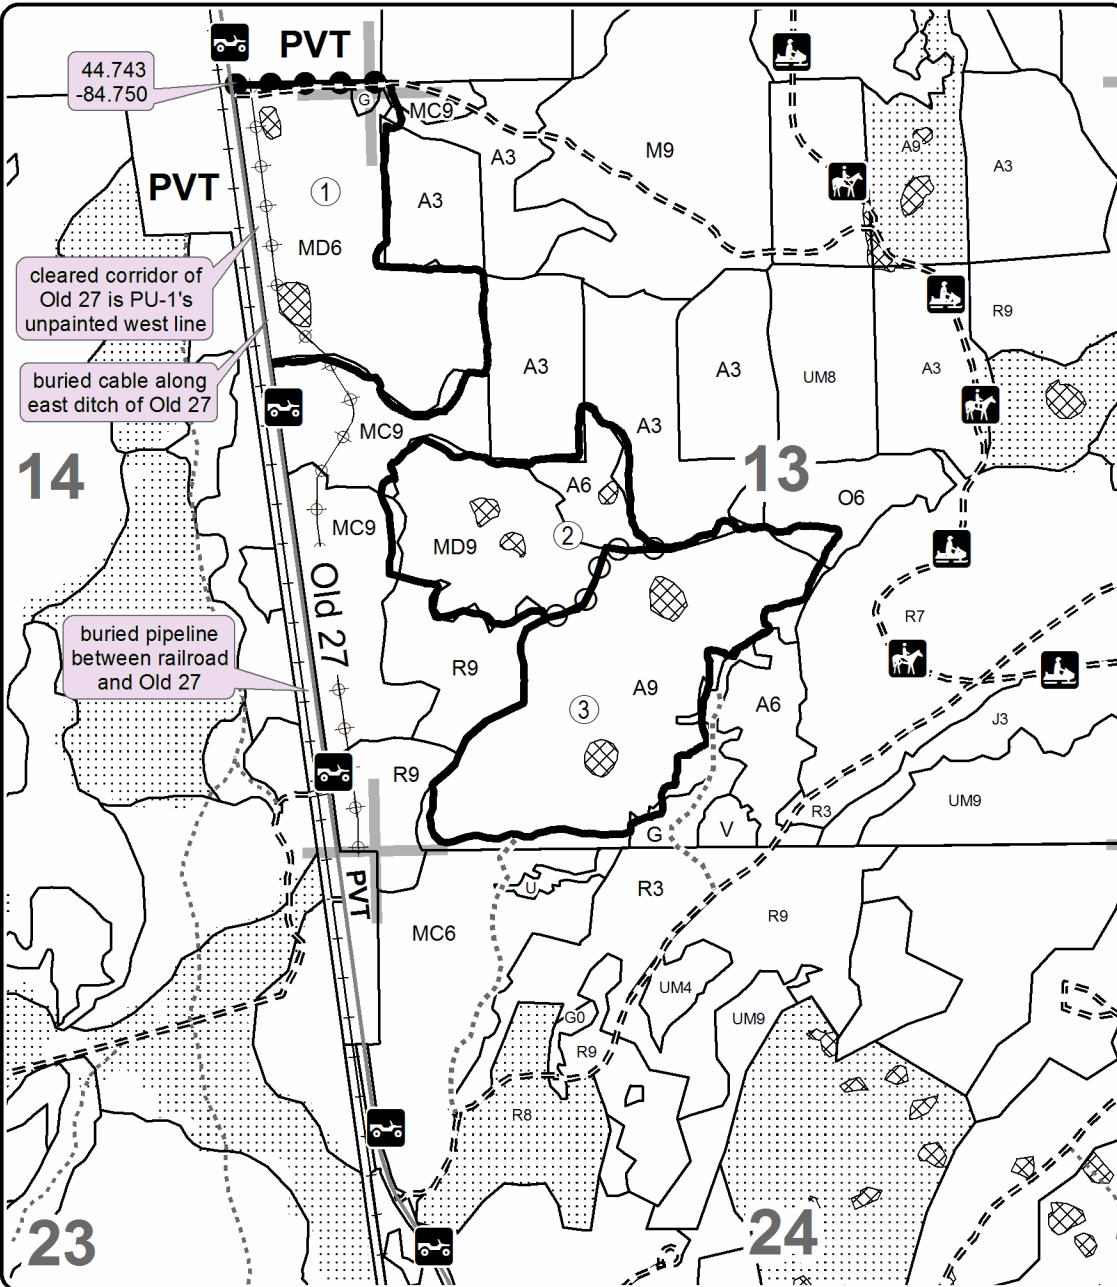 PVT
44.743
-84.750
G
MC9
M9
A9
A3
A3
PVT
1
A3
MD6
cleared corridor of
Old 27 is PU-1's
unpainted west line
R9
A3
A3
UM8
A3
buried cable along
east ditch of Old 27
A3
MC9
14
13
A6
O6
MC9
2
MD9
Old 27
R7
buried pipeline
between railroad
and Old 27
R9
A9
3
A6
J3
R9
UM9
R3
G
V
PVT
U
R3
R9
MC6
UM4
G0
UM9
R9
R8
23
24